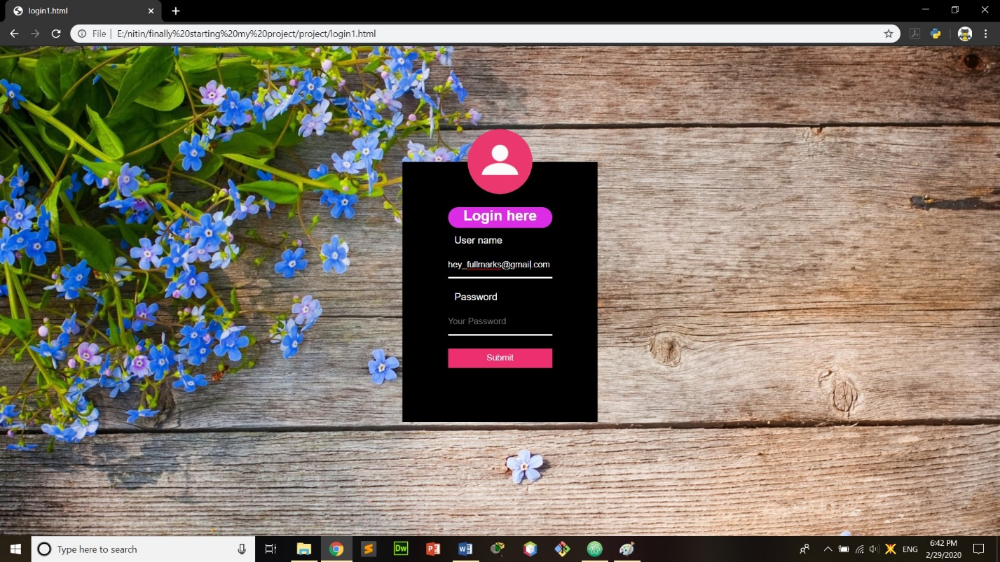 login1.html
File
E:/nitin/finally%20starting%20my%20project/project/login1.html
Login here
User name
hey_fullmarks@gmail.com
Password
Your Password
Submit
Type here to search
Dw
ENG
6:42 PM
2/29/2020